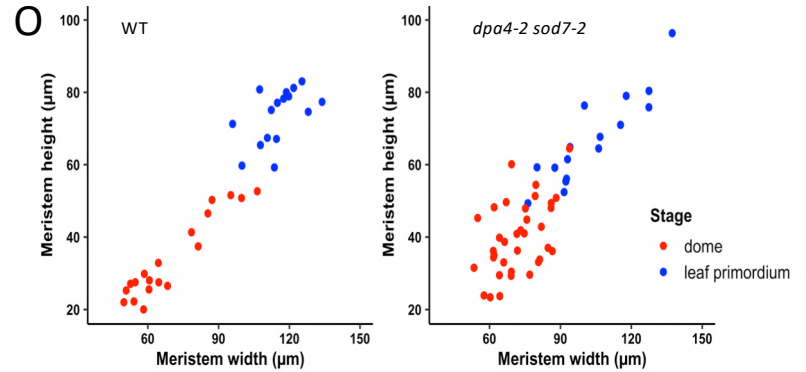 O
WT
dpa4-2 sod7-2
Meristem height (µm)
100
80
60
40
20
60
90
120
150
Meristem width (µm)
Meristem height (µm)
100
80
60
40
20
60
90
120
150
Meristem width (µm)
Stage
dome
leaf primordium